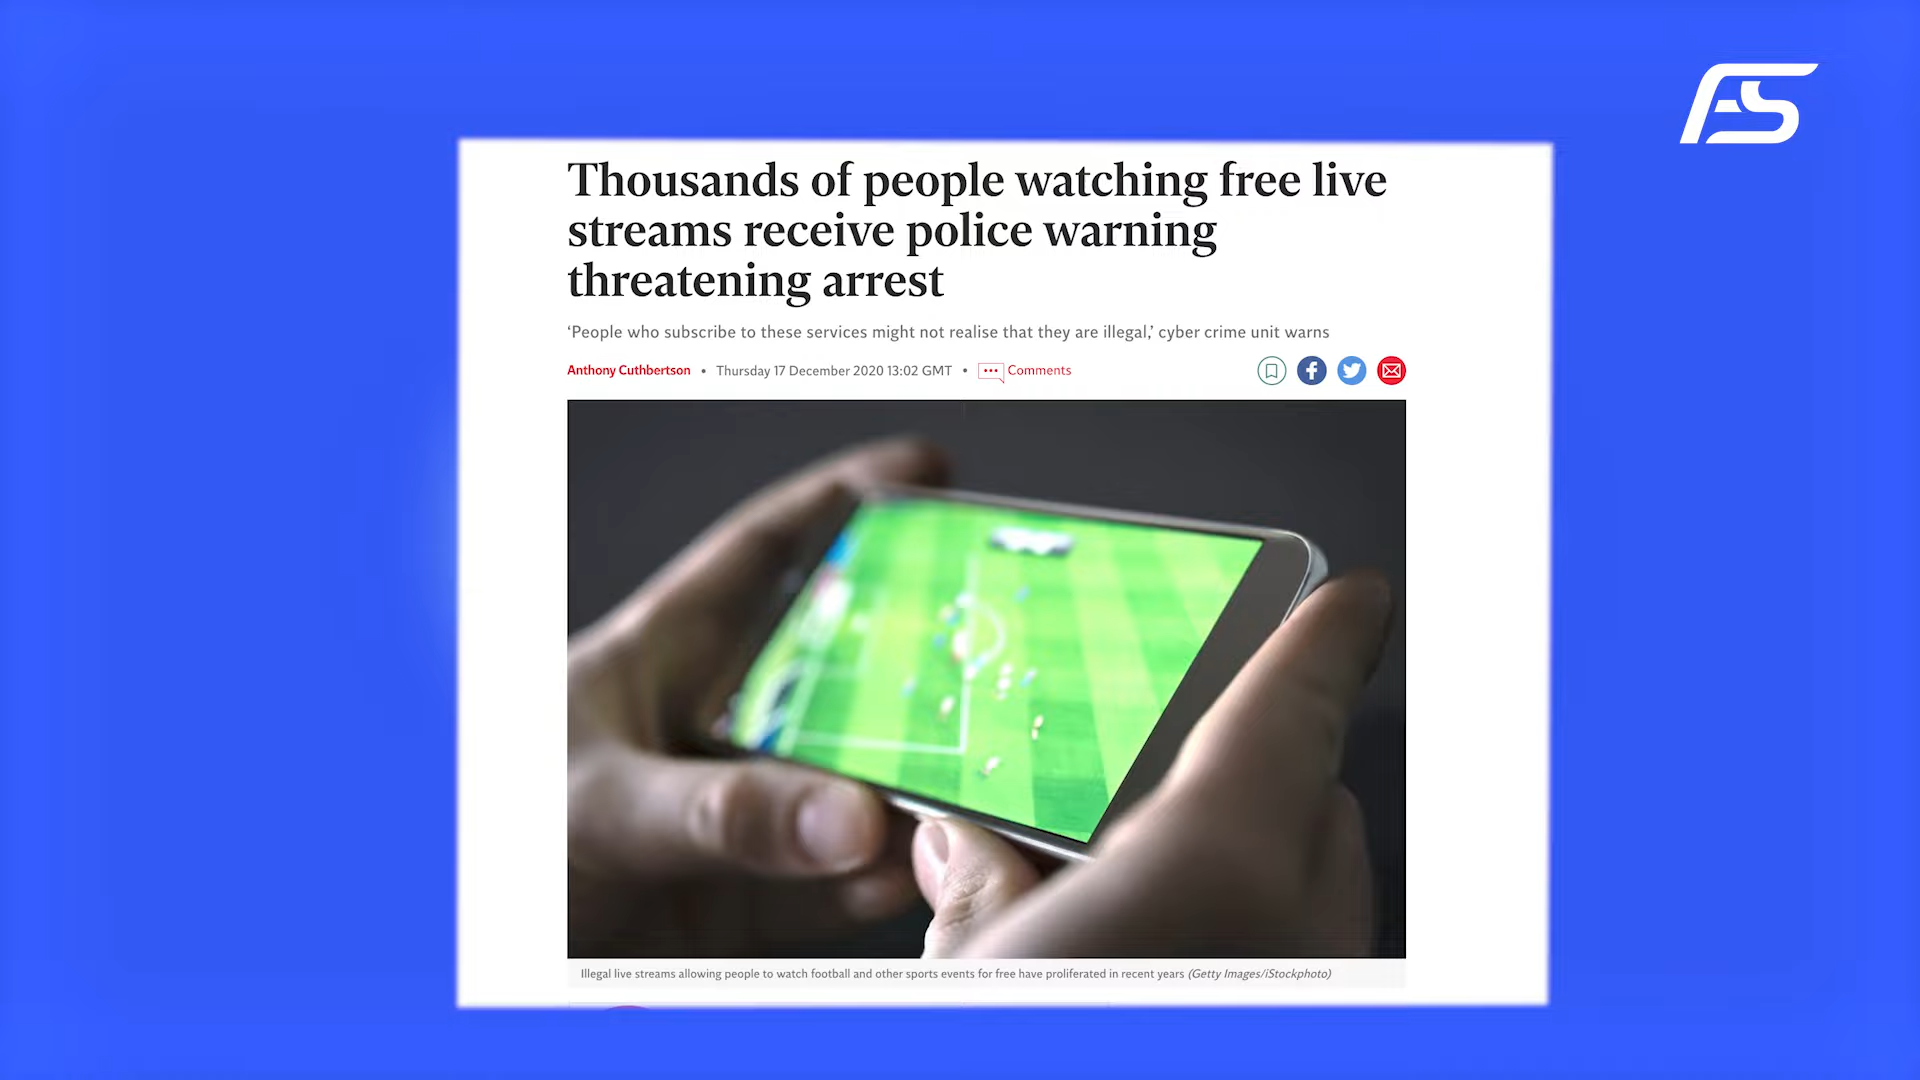 FS
Thousands of people watching free live
streams receive police warning
threatening arrest
‘People who subscribe to these services might not realise that they are illegal,’ cyber crime unit warns
Anthony Cuthbertson • Thursday 17 December 2020 13:02 GMT • Comments
Illegal live streams allowing people to watch football and other sports events for free have proliferated in recent years (Getty Images/iStockphoto)